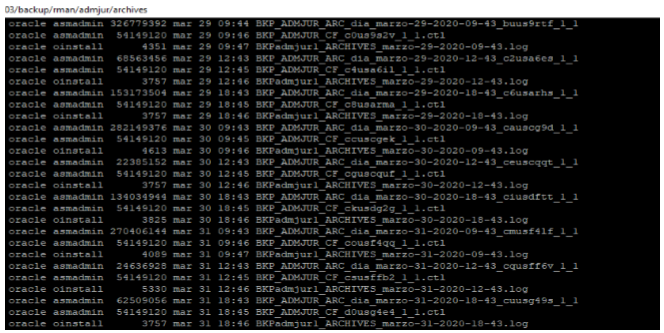 03/backup/rman/admjur/archives
oracle asmadmin 326779392 mar 29 09:44 BKP_ADMJUR_ARC_dia_marzo-29-2020-09-43_buus9rtf_1_1
oracle asmadmin 54149120 mar 29 09:46 BKP_ADMJUR_CF_c0us9s2v_1_1.ctl
oracle oinstall 4351 mar 29 09:47 BKPadmjur1_ARCHIVES_marzo-29-2020-09-43.log
oracle asmadmin 68563456 mar 29 12:43 BKP_ADMJUR_ARC_dia_marzo-29-2020-12-43_c2usa6es_1_1
oracle asmadmin 54149120 mar 29 12:45 BKP_ADMJUR_CF_c4usa6il_1_1.ctl
oracle oinstall 3757 mar 29 12:46 BKPadmjur1_ARCHIVES_marzo-29-2020-12-43.log
oracle asmadmin 153173504 mar 29 18:43 BKP_ADMJUR_ARC_dia_marzo-29-2020-18-43_c6usarhs_1_1
oracle asmadmin 54149120 mar 29 18:45 BKP_ADMJUR_CF_c8usarma_1_1.ctl
oracle oinstall 3757 mar 29 18:46 BKPadmjur1_ARCHIVES_marzo-29-2020-18-43.log
oracle asmadmin 282149376 mar 30 09:43 BKP_ADMJUR_ARC_dia_marzo-30-2020-09-43_causcg9d_1_1
oracle asmadmin 54149120 mar 30 09:45 BKP_ADMJUR_CF_ccuscgek_1_1.ctl
oracle oinstall 4613 mar 30 09:46 BKPadmjur1_ARCHIVES_marzo-30-2020-09-43.log
oracle asmadmin 22385152 mar 30 12:43 BKP_ADMJUR_ARC_dia_marzo-30-2020-12-43_ceuscqqt_1_1
oracle asmadmin 54149120 mar 30 12:45 BKP_ADMJUR_CF_cguscquf_1_1.ctl
oracle oinstall 3757 mar 30 12:46 BKPadmjur1_ARCHIVES_marzo-30-2020-12-43.log
oracle asmadmin 134034944 mar 30 18:43 BKP_ADMJUR_ARC_dia_marzo-30-2020-18-43_ciusdftt_1_1
oracle asmadmin 54149120 mar 30 18:45 BKP_ADMJUR_CF_ckusdg2g_1_1.ctl
oracle oinstall 3825 mar 30 18:46 BKPadmjur1_ARCHIVES_marzo-30-2020-18-43.log
oracle asmadmin 270406144 mar 31 09:43 BKP_ADMJUR_ARC_dia_marzo-31-2020-09-43_cmusf4lf_1_1
oracle asmadmin 54149120 mar 31 09:46 BKP_ADMJUR_CF_cousf4qq_1_1.ctl
oracle oinstall 4089 mar 31 09:47 BKPadmjur1_ARCHIVES_marzo-31-2020-09-43.log
oracle asmadmin 24636928 mar 31 12:43 BKP_ADMJUR_ARC_dia_marzo-31-2020-12-43_cqusff6v_1_1
oracle asmadmin 54149120 mar 31 12:45 BKP_ADMJUR_CF_csusffb2_1_1.ctl
oracle oinstall 5330 mar 31 12:46 BKPadmjur1_ARCHIVES_marzo-31-2020-12-43.log
oracle asmadmin 62509056 mar 31 18:43 BKP_ADMJUR_ARC_dia_marzo-31-2020-18-43_cuusg49s_1_1
oracle asmadmin 54149120 mar 31 18:45 BKP_ADMJUR_CF_d0usg4e4_1_1.ctl
oracle oinstall 3757 mar 31 18:46 BKPadmjur1_ARCHIVES_marzo-31-2020-18-43.log